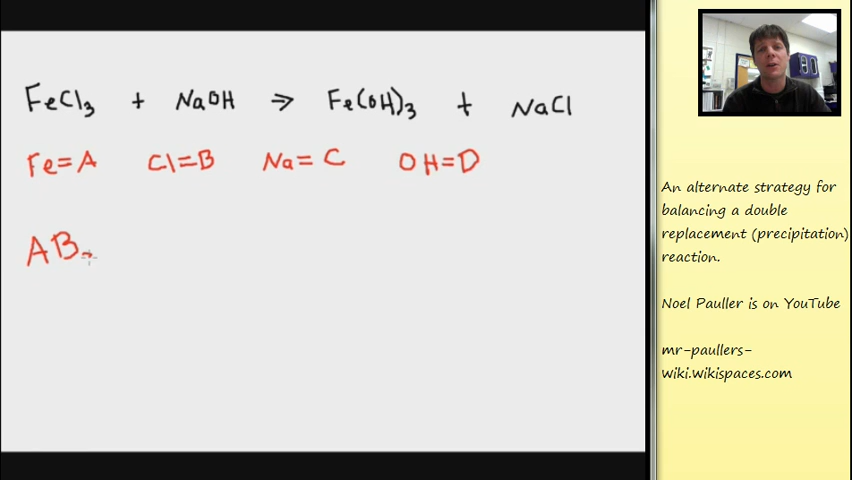 FeCl₃ + NaOH → Fe(OH)₃ + NaCl
Fe=A Cl=B Na=C OH=D
AB
An alternate strategy for
balancing a double
replacement (precipitation)
reaction.
Noel Pauller is on YouTube
mr-paullers-
wiki.wikispaces.com